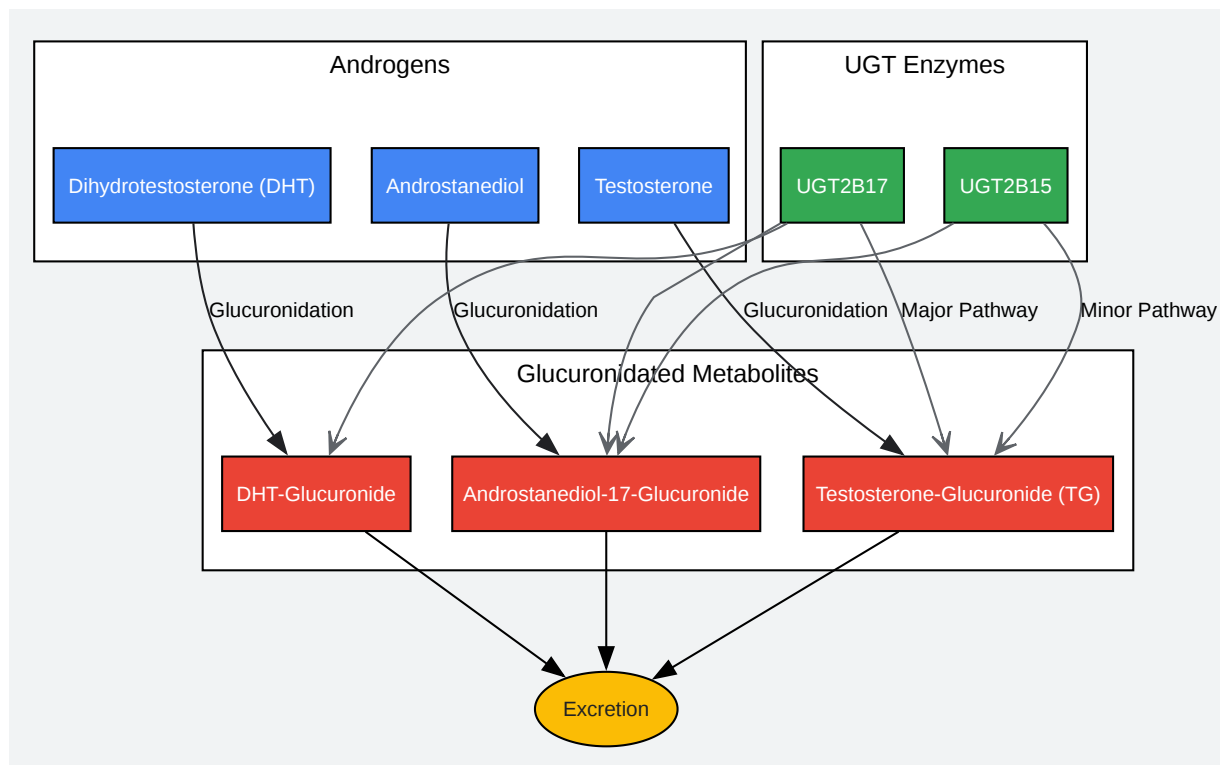 Androgens
UGT Enzymes
Dihydrotestosterone (DHT)
Androstanediol
Testosterone
UGT2B17
UGT2B15
Glucuronidation
Glucuronidation
Glucuronidation
Major Pathway
Minor Pathway
Glucuronidated Metabolites
DHT-Glucuronide
Androstanediol-17-Glucuronide
Testosterone-Glucuronide (TG)
Excretion